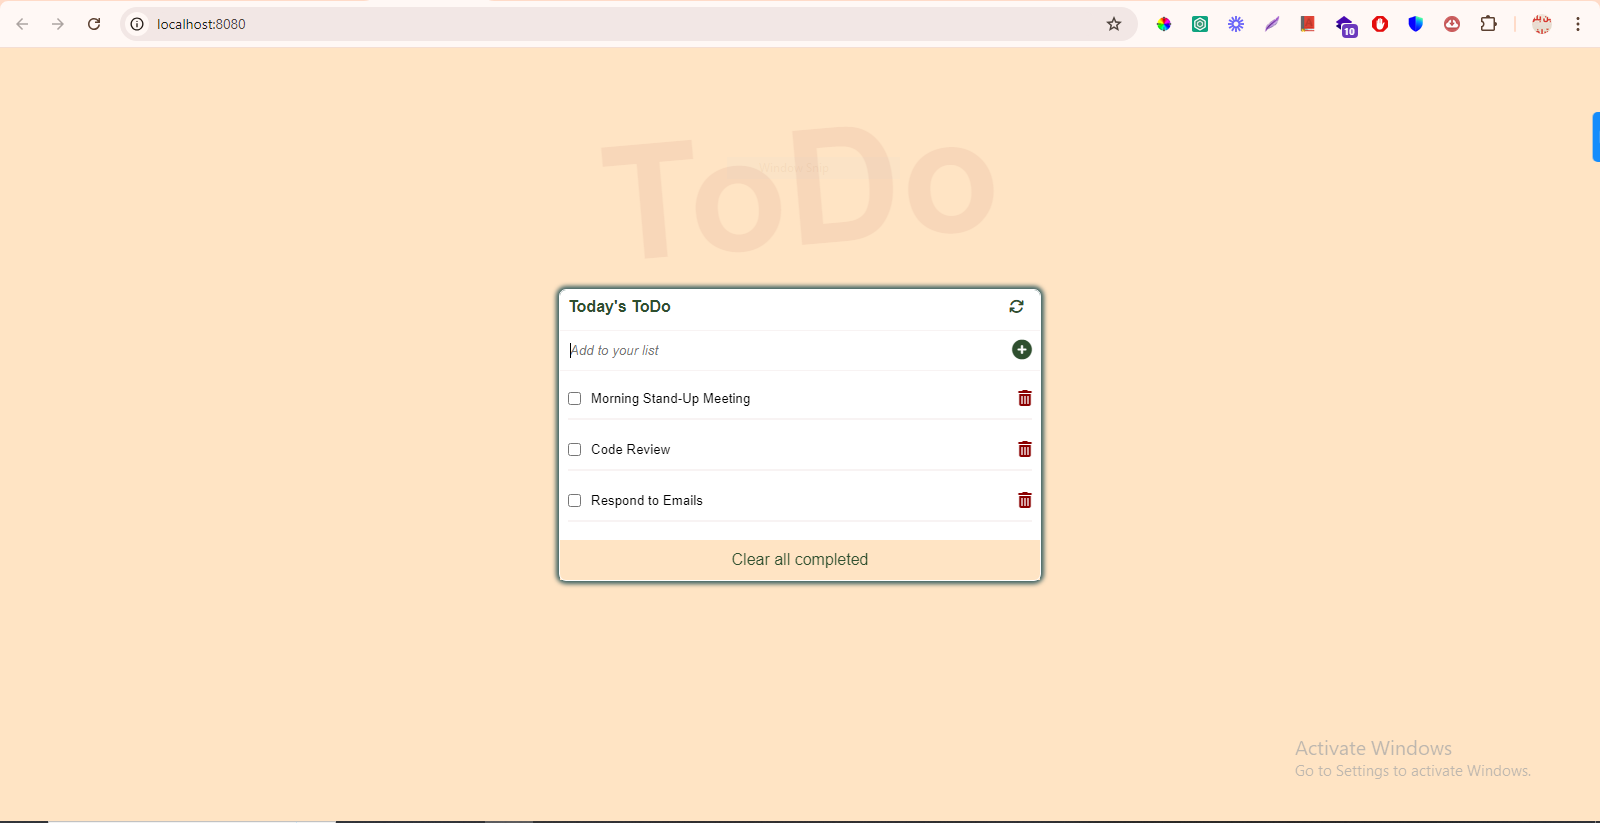 localhost:8080
10
ToDo
Today's ToDo
Add to your list
Morning Stand-Up Meeting
Code Review
Respond to Emails
Clear all completed
Activate Windows
Go to Settings to activate Windows.